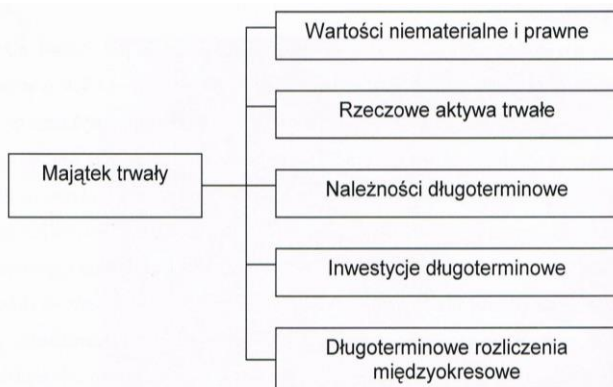 Majątek trwały
Wartości niematerialne i prawne
Rzeczowe aktywa trwałe
Należności długoterminowe
Inwestycje długoterminowe
Długoterminowe rozliczenia
międzyokresowe